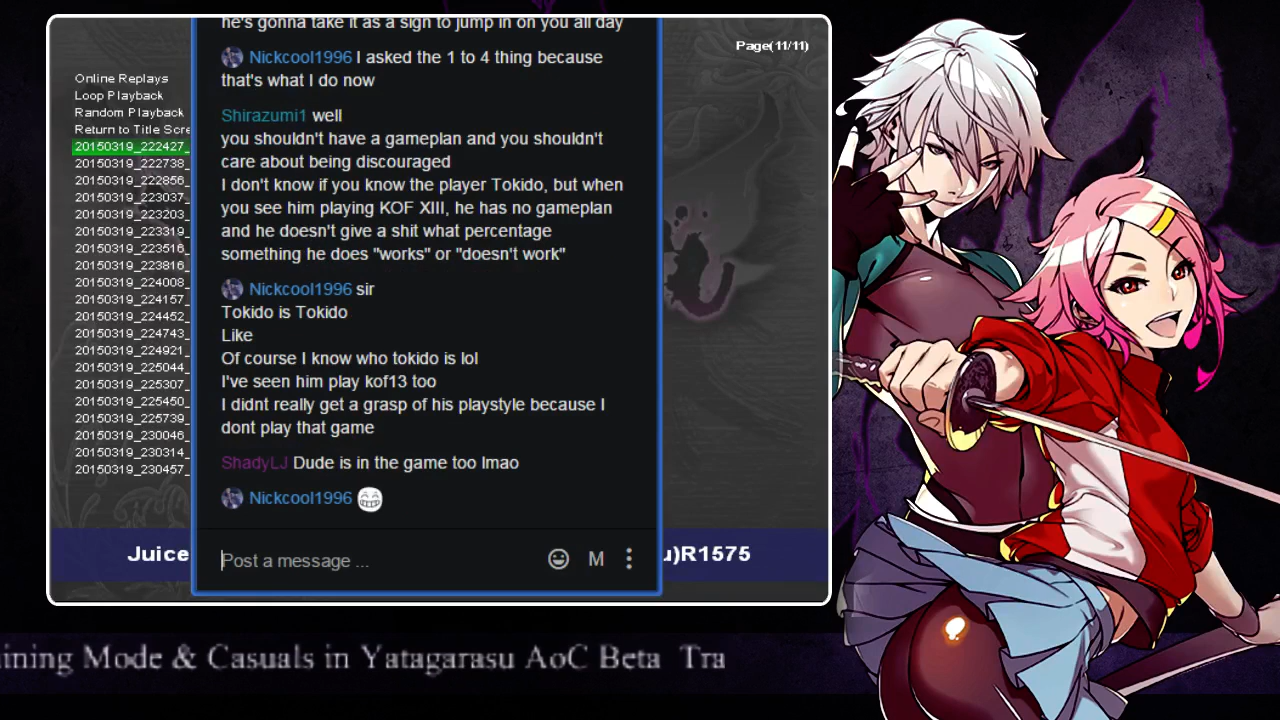 he's gonna take it as a sign to jump in on you all day
Page(11/11)
Nickcool1996 I asked the 1 to 4 thing because
that's what I do now
Online Replays
Loop Playback
Random Playback
Return to Title Scre
20150319_222427_
20150319_222738_
20150319_222856_
20150319_223037_
20150319_223203_
20150319_223319_
20150319_223516_
20150319_223816_
20150319_224008_
20150319_224157_
20150319_224452_
20150319_224743_
20150319_224921_
20150319_225044_
20150319_225307_
20150319_225450_
20150319_225739_
20150319_230046_
20150319_230314_
20150319_230457_
Shirazumi1 well
you shouldn't have a gameplan and you shouldn't
care about being discouraged
I don't know if you know the player Tokido, but when
you see him playing KOF XIII, he has no gameplan
and he doesn't give a shit what percentage
something he does "works" or "doesn't work"
Nickcool1996 sir
Tokido is Tokido
Like
Of course I know who tokido is lol
I've seen him play kof13 too
I didnt really get a grasp of his playstyle because I
dont play that game
ShadyLJ Dude is in the game too lmao
Nickcool1996
Post a message ...
M
Juice
u)R1575
ining Mode & Casuals in Yatagarasu AoC Beta Tra